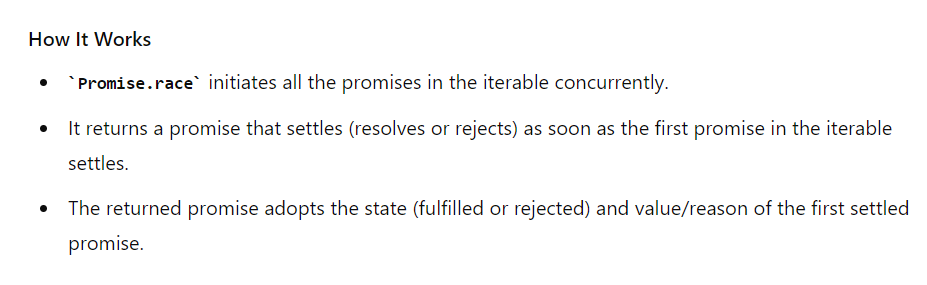 How It Works
• `Promise.race` initiates all the promises in the iterable concurrently.
• It returns a promise that settles (resolves or rejects) as soon as the first promise in the iterable
settles.
• The returned promise adopts the state (fulfilled or rejected) and value/reason of the first settled
promise.